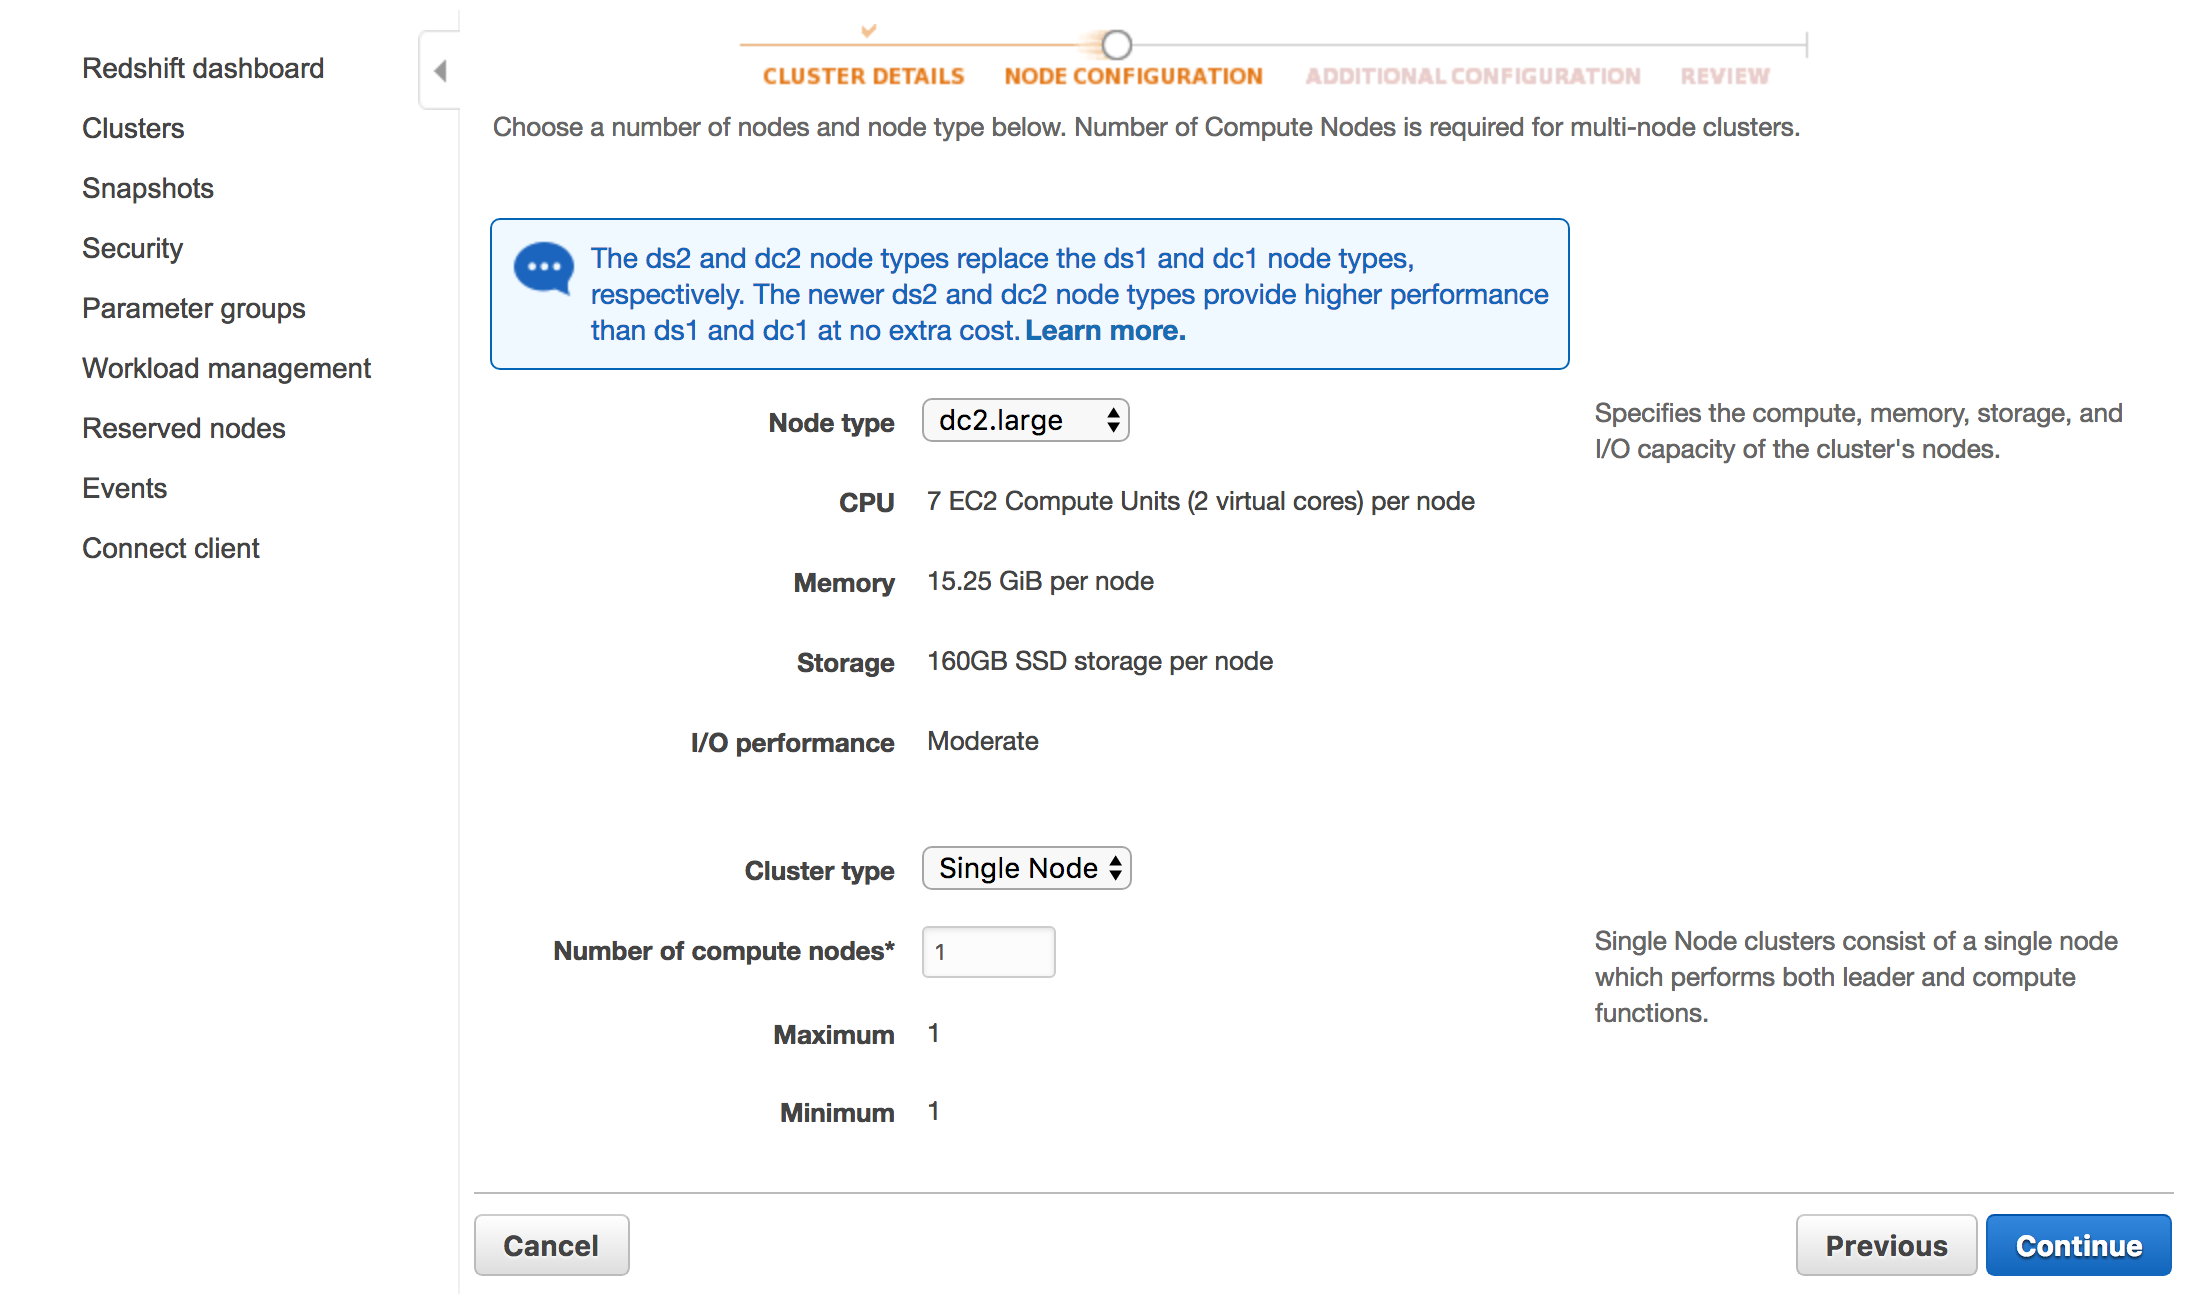 Redshift dashboard
Clusters
Snapshots
Security
Parameter groups
Workload management
Reserved nodes
Events
Connect client
CLUSTER DETAILS NODE CONFIGURATION ADDITIONAL CONFIGURATION REVIEW
Choose a number of nodes and node type below. Number of Compute Nodes is required for multi-node clusters.
The ds2 and dc2 node types replace the ds1 and dc1 node types,
respectively. The newer ds2 and dc2 node types provide higher performance
than ds1 and dc1 at no extra cost. Learn more.
Node type dc2.large
Specifies the compute, memory, storage, and
I/O capacity of the cluster's nodes.
CPU 7 EC2 Compute Units (2 virtual cores) per node
Memory 15.25 GiB per node
Storage 160GB SSD storage per node
I/O performance Moderate
Cluster type Single Node
Number of compute nodes* 1
Single Node clusters consist of a single node
which performs both leader and compute
functions.
Maximum 1
Minimum 1
Cancel Previous Continue